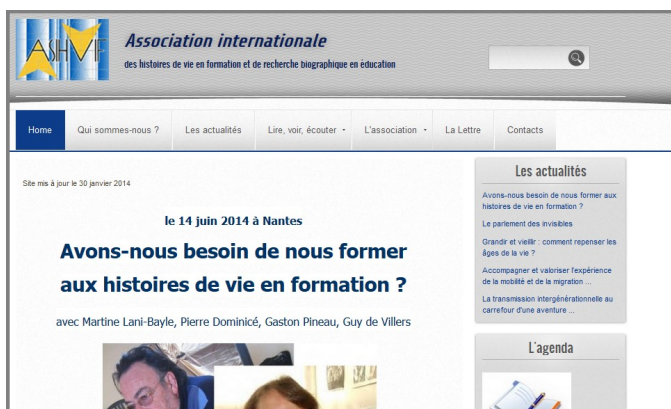 ASHVIF
Association internationale
des histoires de vie en formation et de recherche biographique en éducation
Home
Qui sommes-nous ?
Les actualités
Lire, voir, écouter
L'association
La Lettre
Contacts
Site mis à jour le 30 janvier 2014
le 14 juin 2014 à Nantes
Avons-nous besoin de nous former
aux histoires de vie en formation ?
avec Martine Lani-Bayle, Pierre Dominicé, Gaston Pineau, Guy de Villers
Les actualités
Avons-nous besoin de nous former aux
histoires de vie en formation ?
Le parlement des invisibles
Grandir et vieillir : comment repenser les
âges de la vie ?
Accompagner et valoriser l'expérience
de la mobilité et de la migration ...
La transmission intergénérationnelle au
carrefour d'une aventure ...
L'agenda